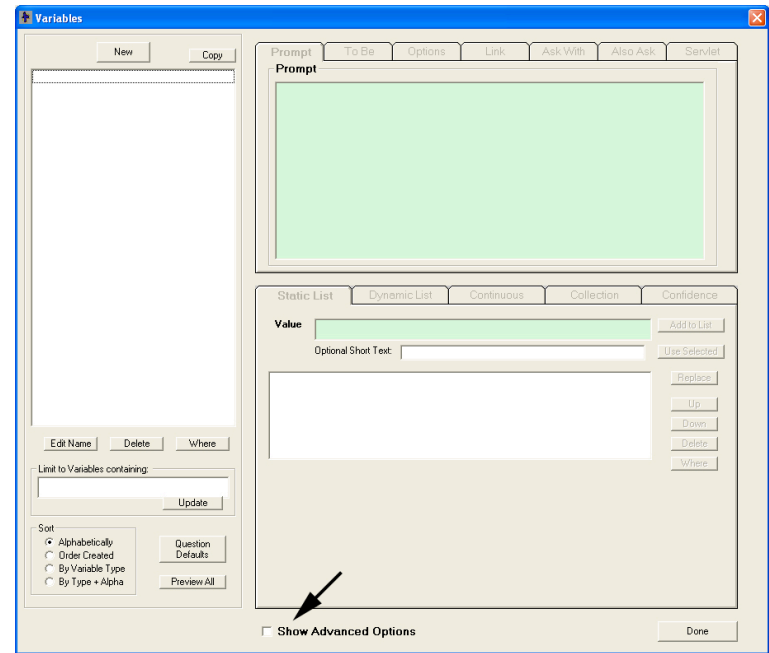 Variables
New
Copy
Edit Name Delete Where
Limit to Variables containing:
Update
Sort
Alphabetically
Order Created
By Variable Type
By Type + Alpha
Question
Defaults
Preview All
Prompt To Be Options Link Ask With Also Ask Servlet
Prompt
Static List Dynamic List Continuous Collection Confidence
Value
Add to List
Optional Short Text:
Use Selected
Replace
Up
Down
Delete
Where
Show Advanced Options
Done